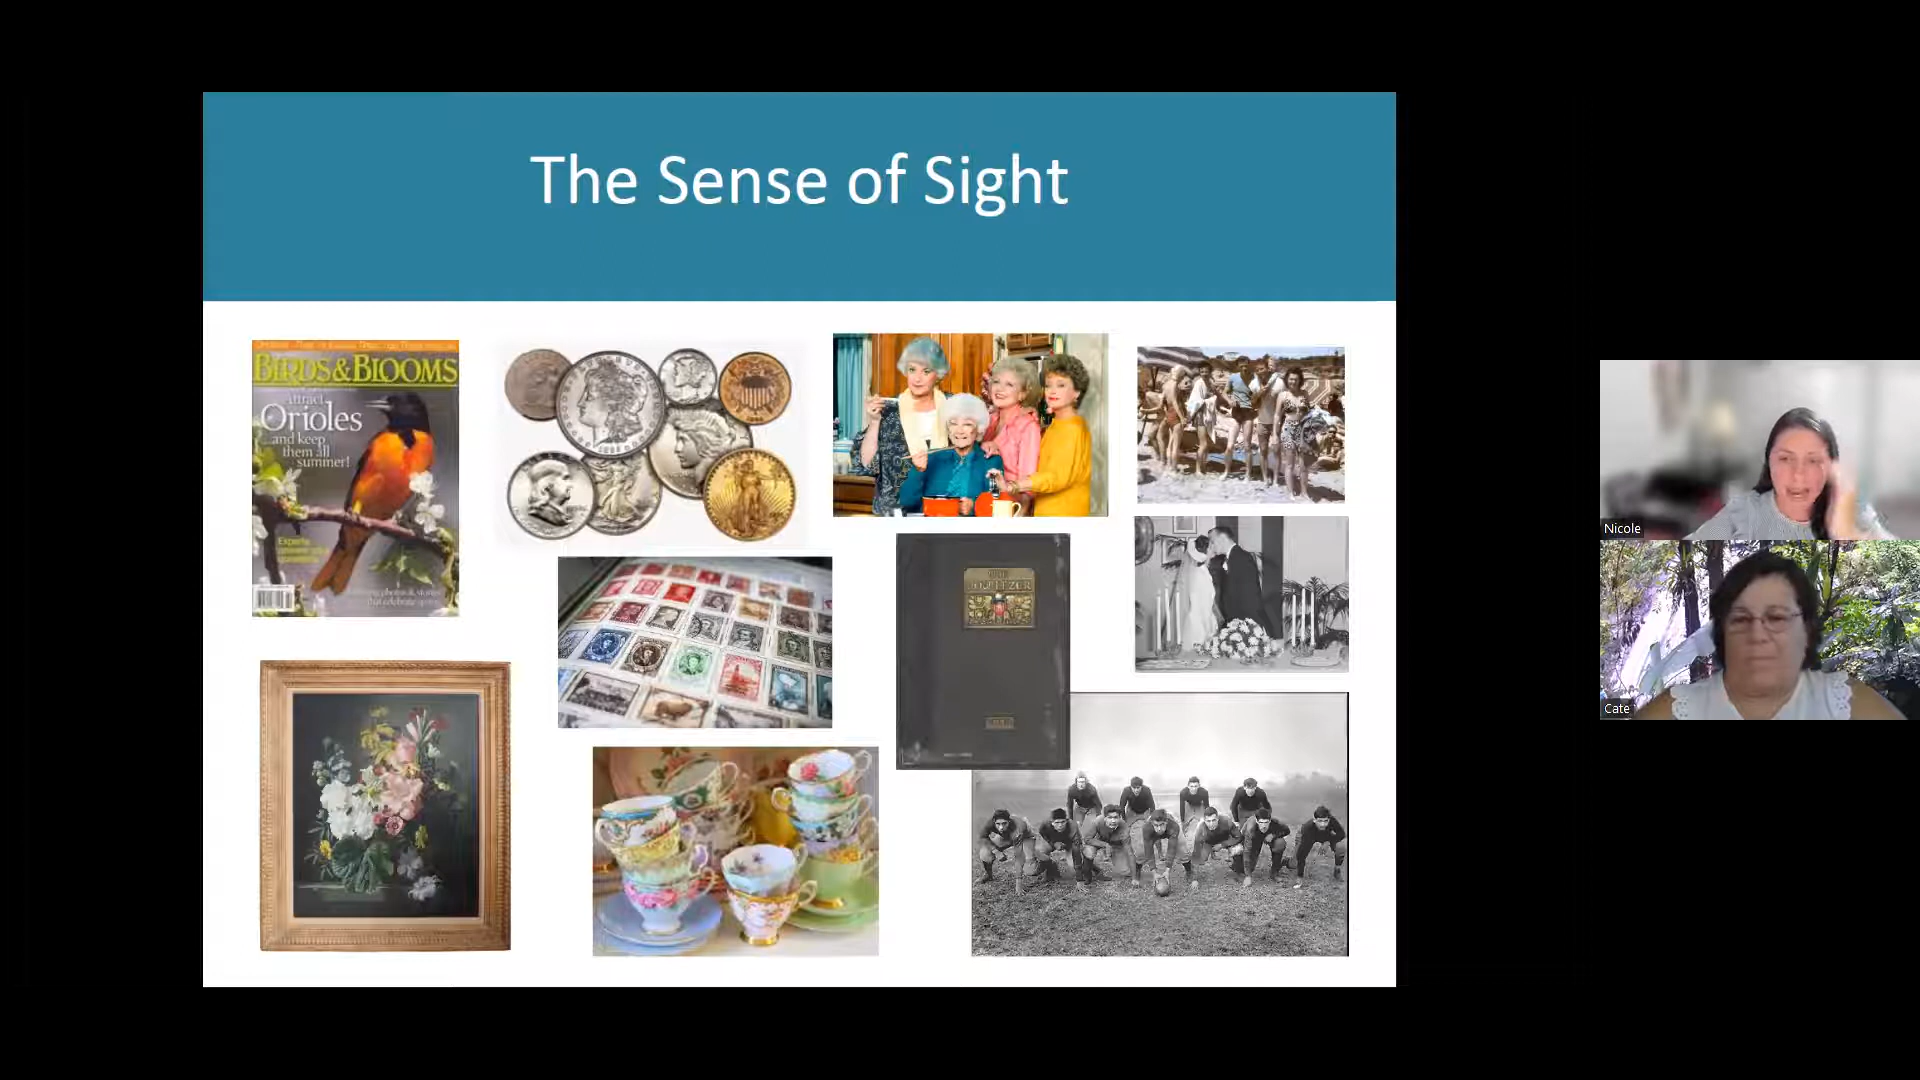 The Sense of Sight
BIRDS & BLOOMS
attract
Orioles
and keep
them all
summer!
Nicole
Cate